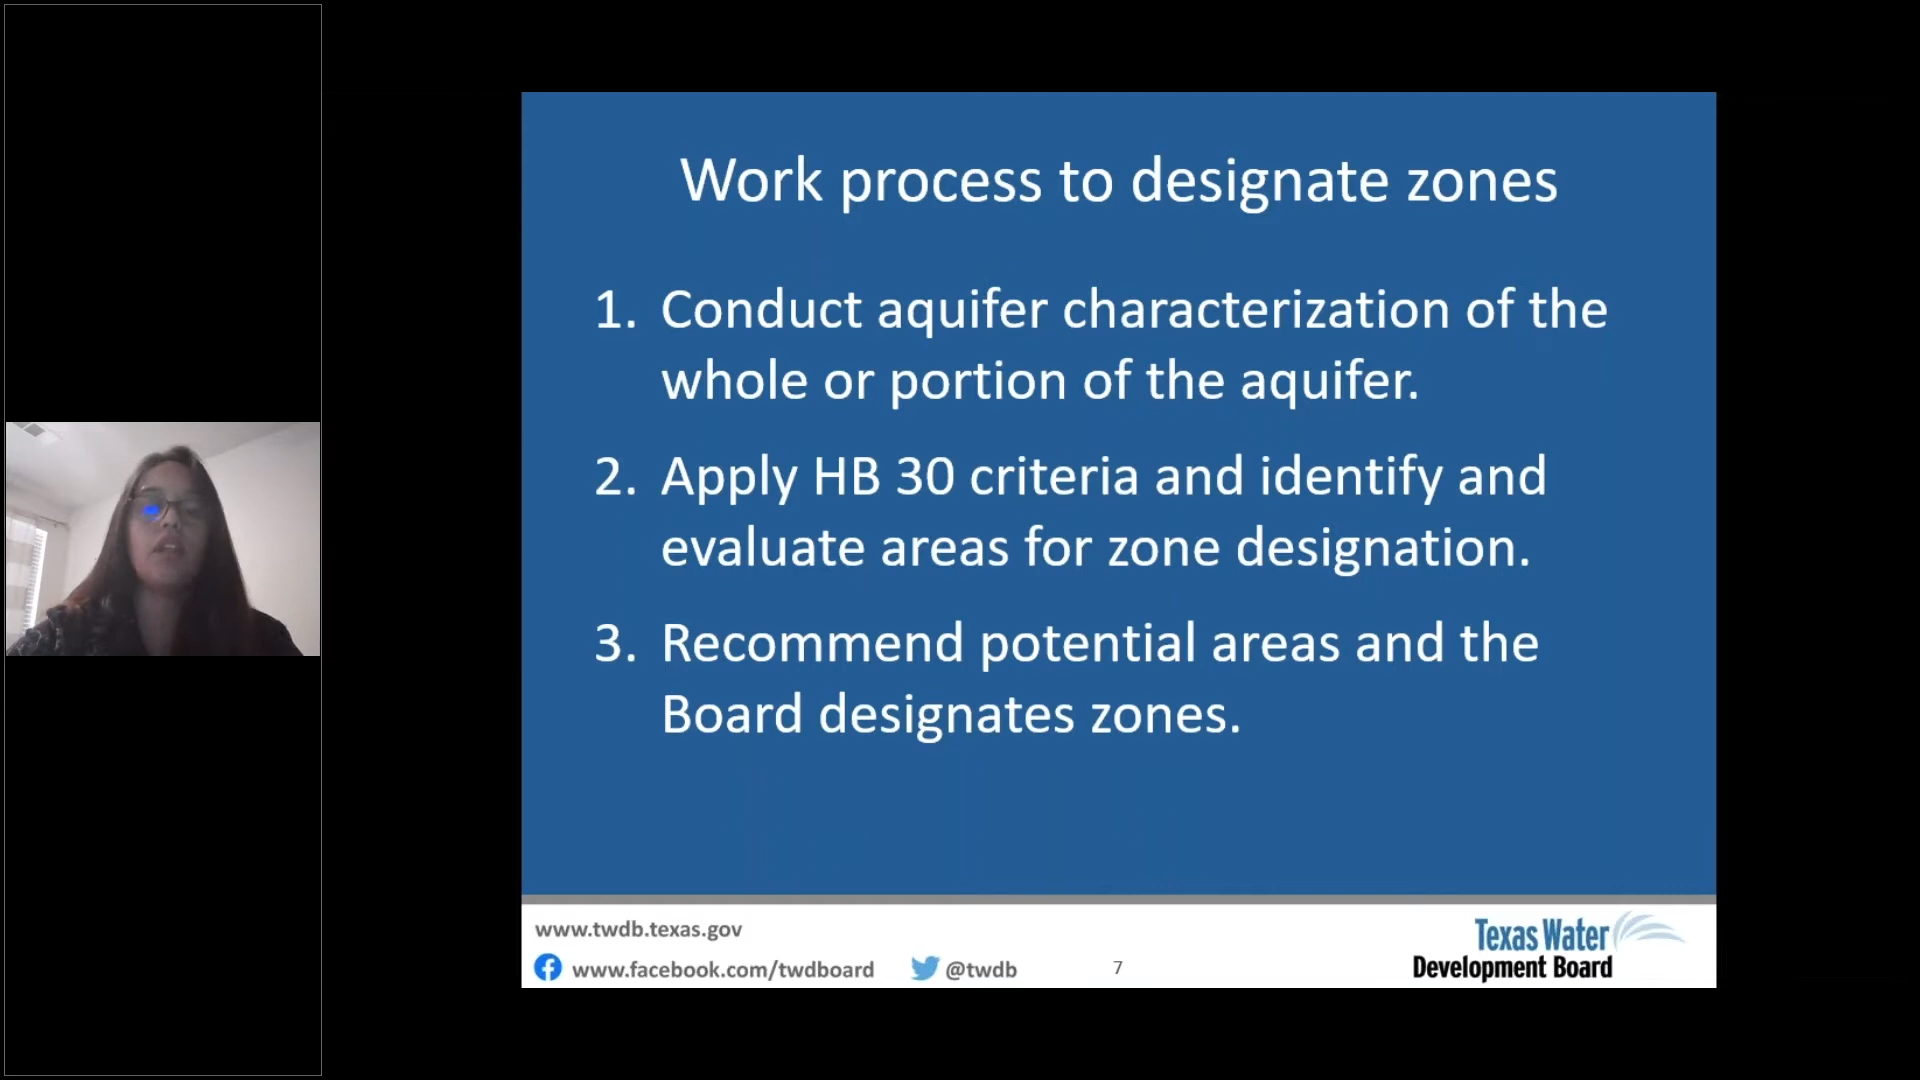 Work process to designate zones
1. Conduct aquifer characterization of the
whole or portion of the aquifer.
2. Apply HB 30 criteria and identify and
evaluate areas for zone designation.
3. Recommend potential areas and the
Board designates zones.
www.twdb.texas.gov
www.facebook.com/twdboard @twdb 7
Texas Water
Development Board